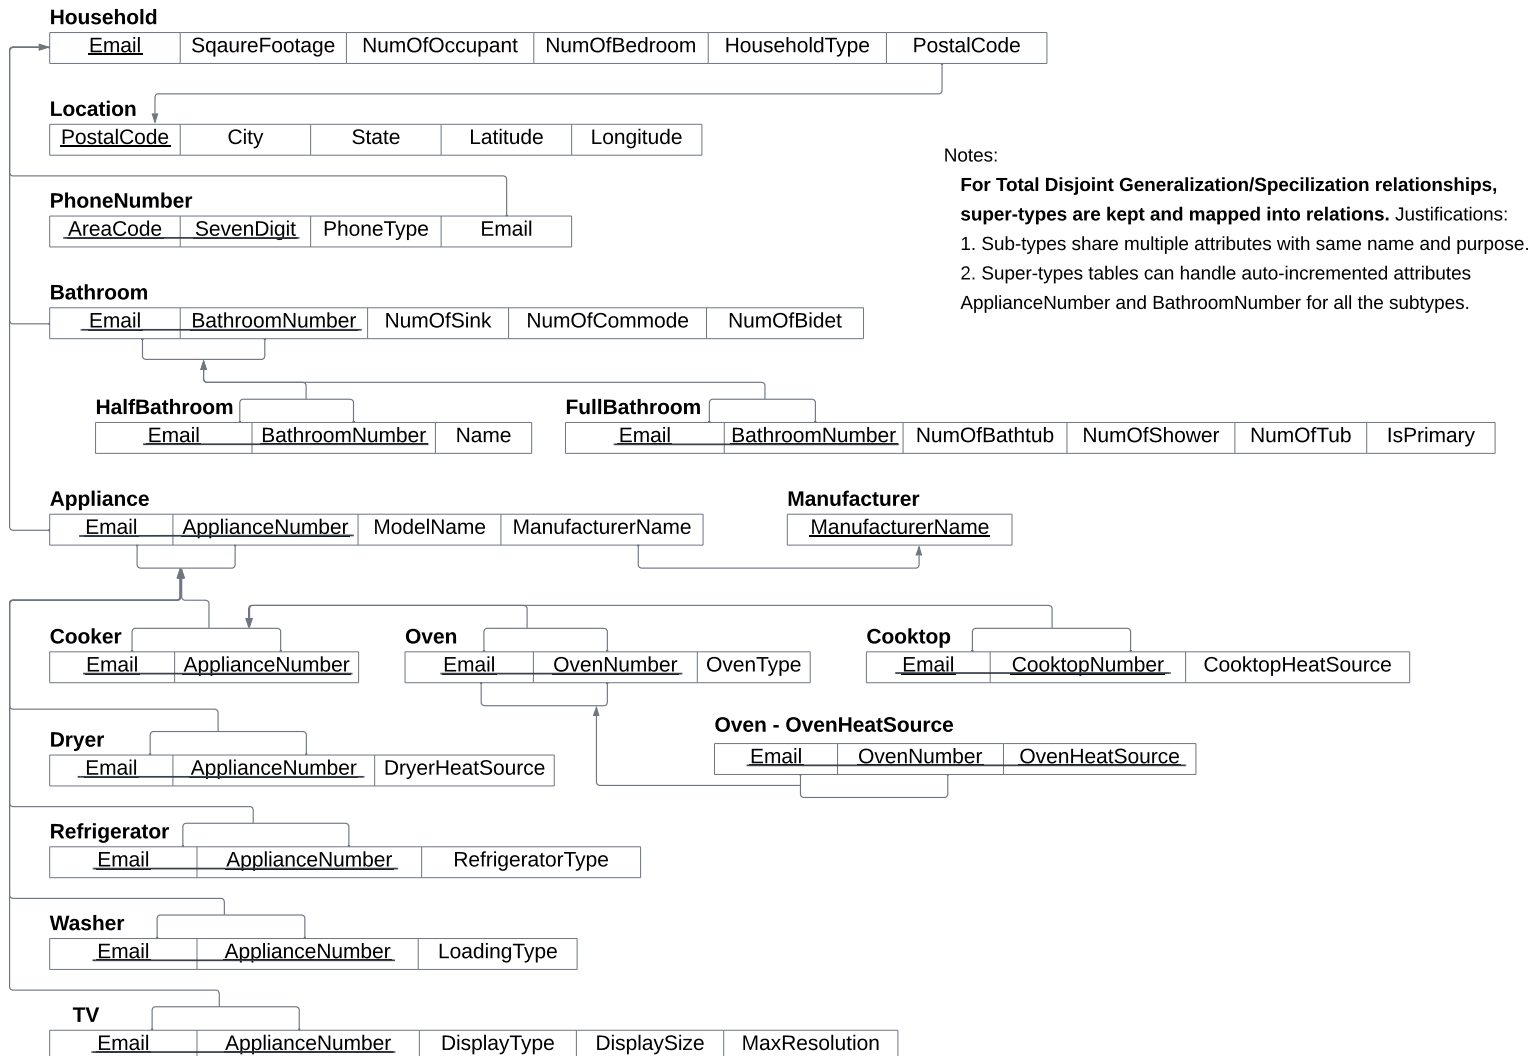 Household
Email SqaureFootage NumOfOccupant NumOfBedroom HouseholdType PostalCode
Location
PostalCode City State Latitude Longitude
Notes:
For Total Disjoint Generalization/Specilization relationships,
super-types are kept and mapped into relations. Justifications:
1. Sub-types share multiple attributes with same name and purpose.
2. Super-types tables can handle auto-incremented attributes
ApplianceNumber and BathroomNumber for all the subtypes.
PhoneNumber
AreaCode SevenDigit PhoneType Email
Bathroom
Email BathroomNumber NumOfSink NumOfCommode NumOfBidet
HalfBathroom
Email BathroomNumber Name
FullBathroom
Email BathroomNumber NumOfBathtub NumOfShower NumOfTub IsPrimary
Appliance
Email ApplianceNumber ModelName ManufacturerName
Manufacturer
ManufacturerName
Cooker
Email ApplianceNumber
Oven
Email OvenNumber OvenType
Cooktop
Email CooktopNumber CooktopHeatSource
Oven - OvenHeatSource
Email OvenNumber OvenHeatSource
Dryer
Email ApplianceNumber DryerHeatSource
Refrigerator
Email ApplianceNumber RefrigeratorType
Washer
Email ApplianceNumber LoadingType
TV
Email ApplianceNumber DisplayType DisplaySize MaxResolution